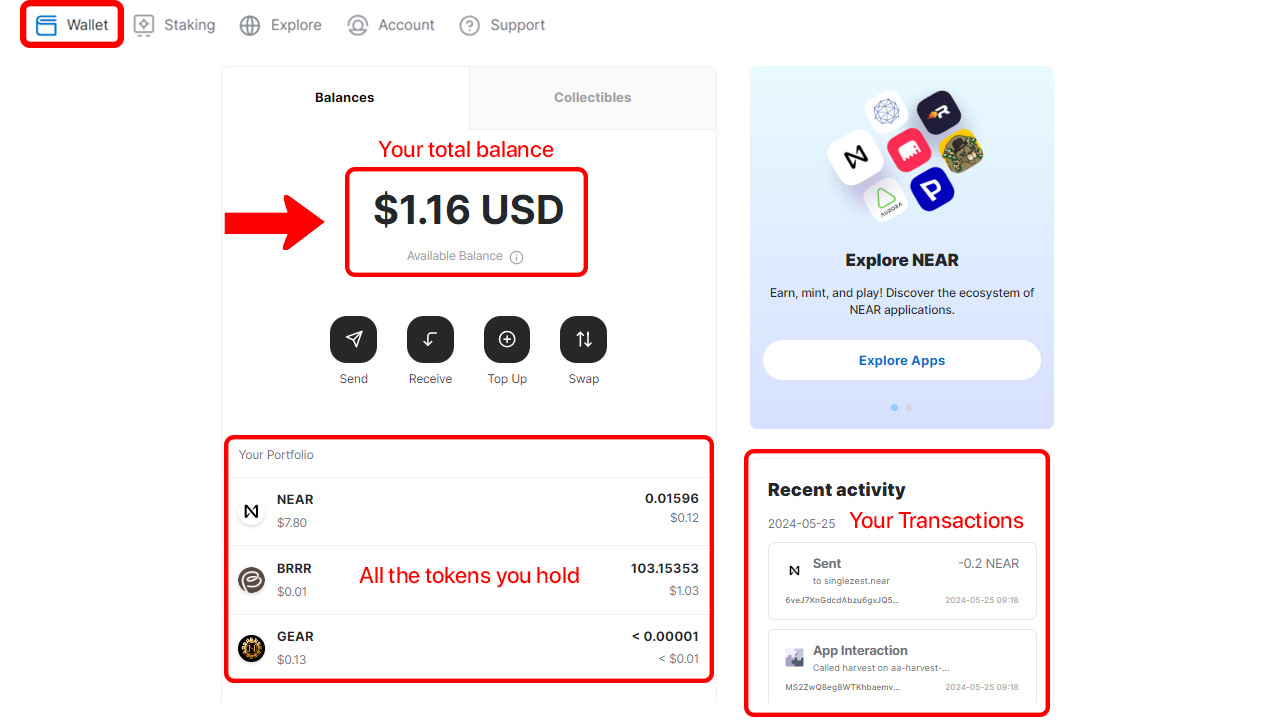 Wallet
Staking
Explore
Account
Support
Balances
Collectibles
Your total balance
$1.16 USD
Available Balance
Send
Receive
Top Up
Swap
Your Portfolio
NEAR
0.01596
$7.80
$0.12
BRRR
103.15353
All the tokens you hold
$0.01
$1.03
GEAR
< 0.00001
$0.13
< $0.01
Explore NEAR
Earn, mint, and play! Discover the ecosystem of
NEAR applications.
Explore Apps
Recent activity
2024-05-25
Your Transactions
Sent
-0.2 NEAR
to singlezest.near
6veJ7XnGdcdAbzu6gvJQ5...
2024-05-25 09:18
App Interaction
Called harvest on aa-harvest-...
MS2ZwQ8eg8WTKhbaemv...
2024-05-25 09:18